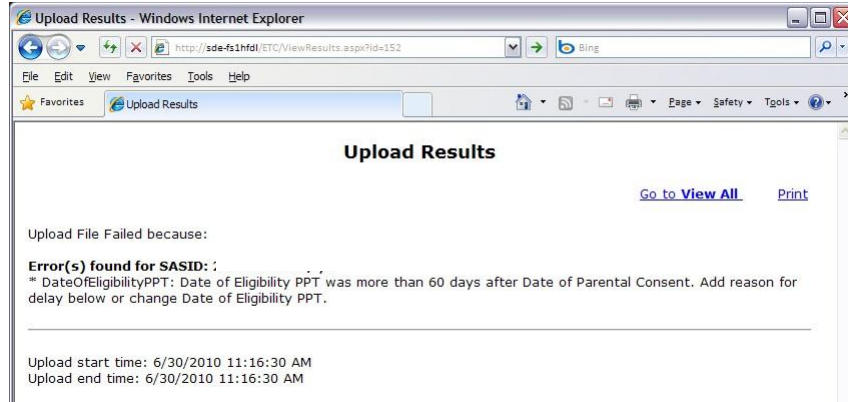 Upload Results - Windows Internet Explorer
http://sde-fs1hfdl/ETC/ViewResults.aspx?id=152
Bing
File Edit View Favorites Tools Help
Favorites Upload Results Page Safety Tools
Upload Results
Go to View All Print
Upload File Failed because:
Error(s) found for SASID:
* DateOfEligibilityPPT: Date of Eligibility PPT was more than 60 days after Date of Parental Consent. Add reason for
delay below or change Date of Eligibility PPT.
Upload start time: 6/30/2010 11:16:30 AM
Upload end time: 6/30/2010 11:16:30 AM